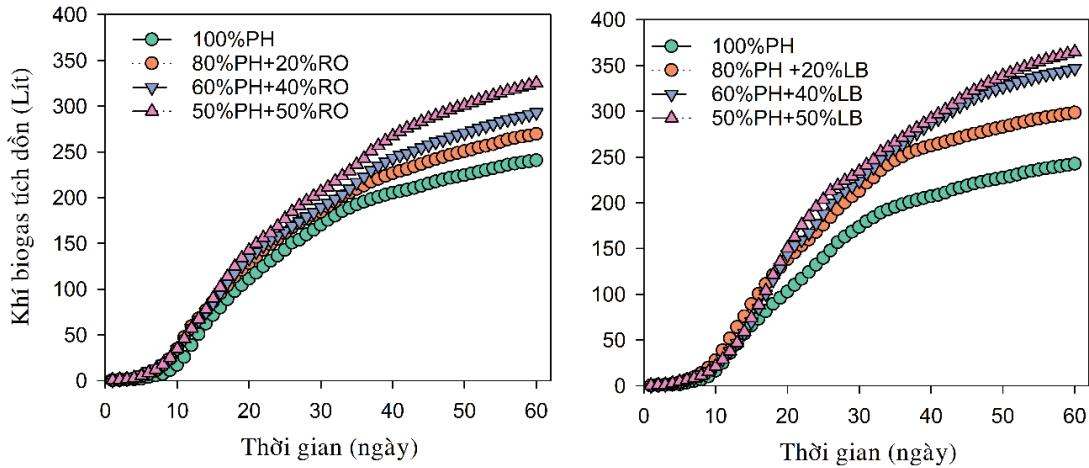 Khí biogas tích dồn (Lít)
400
350
300
250
200
150
100
50
0
100%PH
80%PH+20%RO
60%PH+40%RO
50%PH+50%RO
0 10 20 30 40 50 60
Thời gian (ngày)
400
350
300
250
200
150
100
50
0
100%PH
80%PH +20%LB
60%PH+40%LB
50%PH+50%LB
0 10 20 30 40 50 60
Thời gian (ngày)